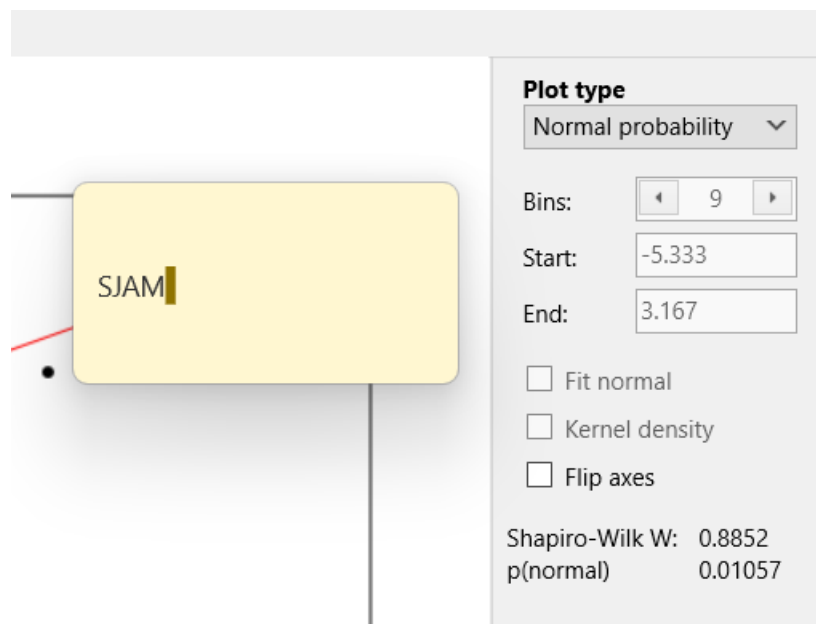 Plot type
Normal probability
Bins: 9
Start: -5.333
End: 3.167
Fit normal
Kernel density
Flip axes
Shapiro-Wilk W: 0.8852
p(normal) 0.01057
SJAM